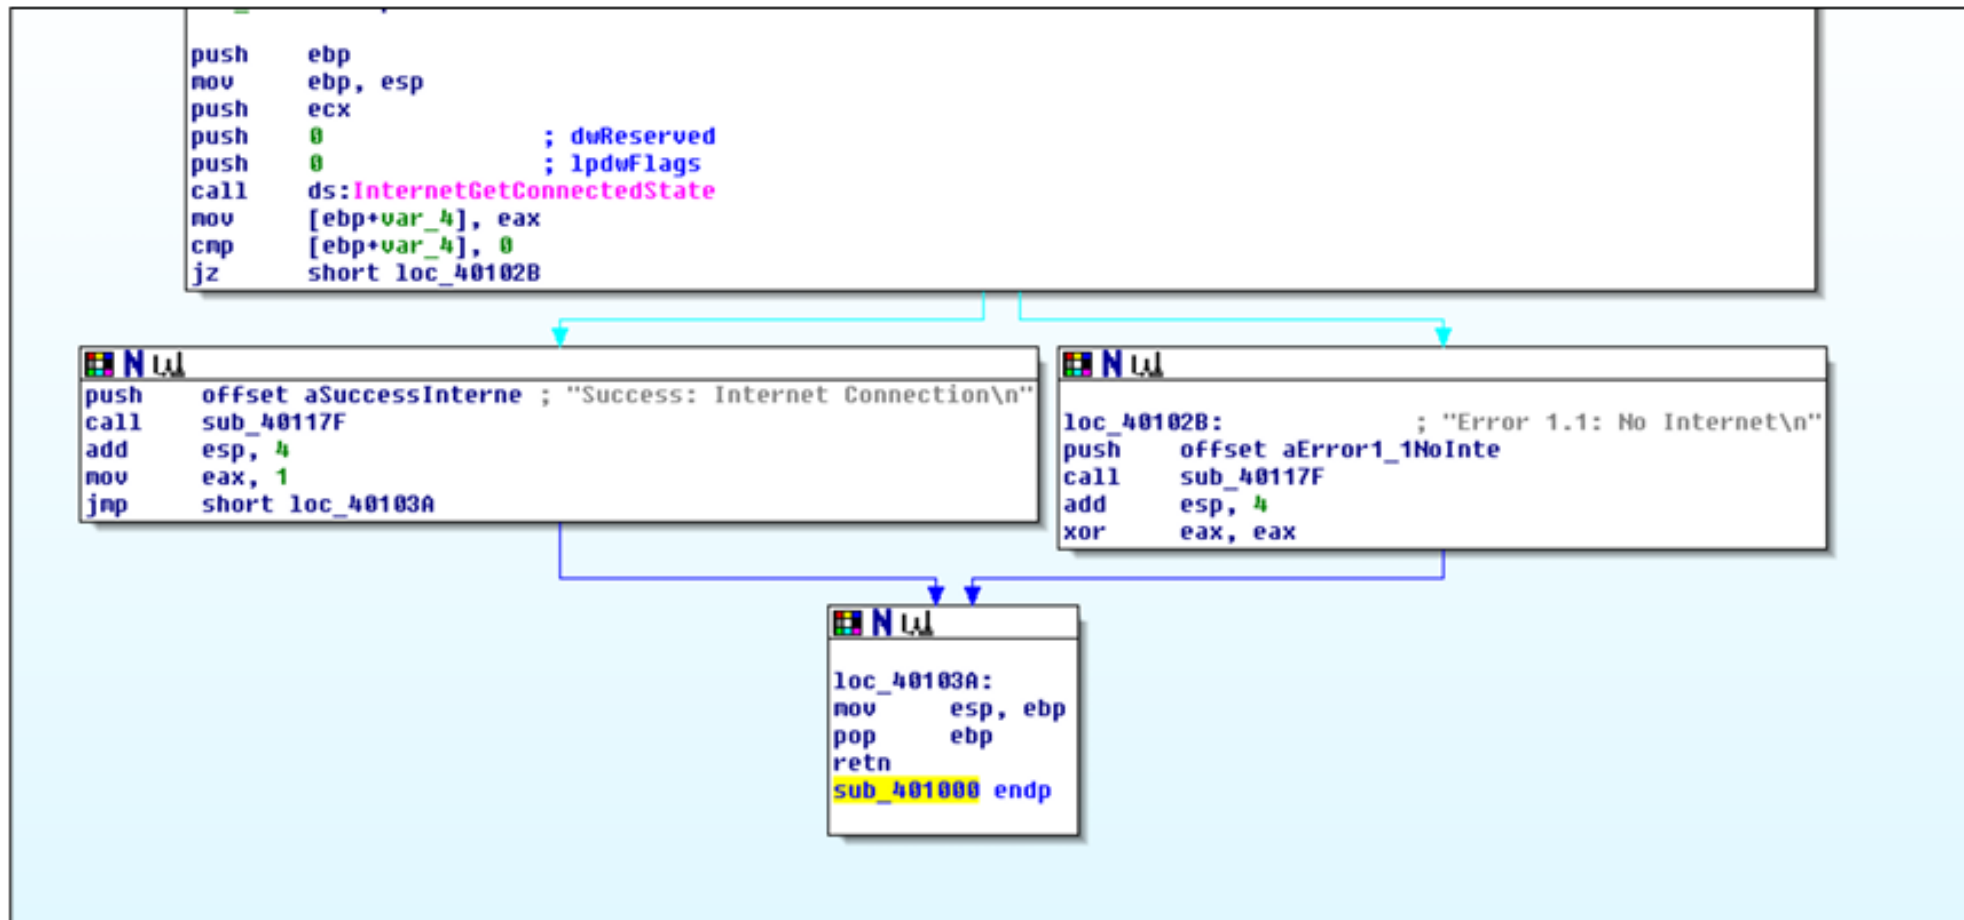 push ebp
mov ebp, esp
push ecx
push 0 ; dwReserved
push 0 ; lpdwFlags
call ds:InternetGetConnectedState
mov [ebp+var_4], eax
cmp [ebp+var_4], 0
jz short loc_40102B
push offset aSuccessInterne ; "Success: Internet Connection\n"
call sub_40117F
add esp, 4
mov eax, 1
jmp short loc_40103A
loc_40102B: ; "Error 1.1: No Internet\n"
push offset aError1_1NoInte
call sub_40117F
add esp, 4
xor eax, eax
loc_40103A:
mov esp, ebp
pop ebp
retn
sub_401000 endp